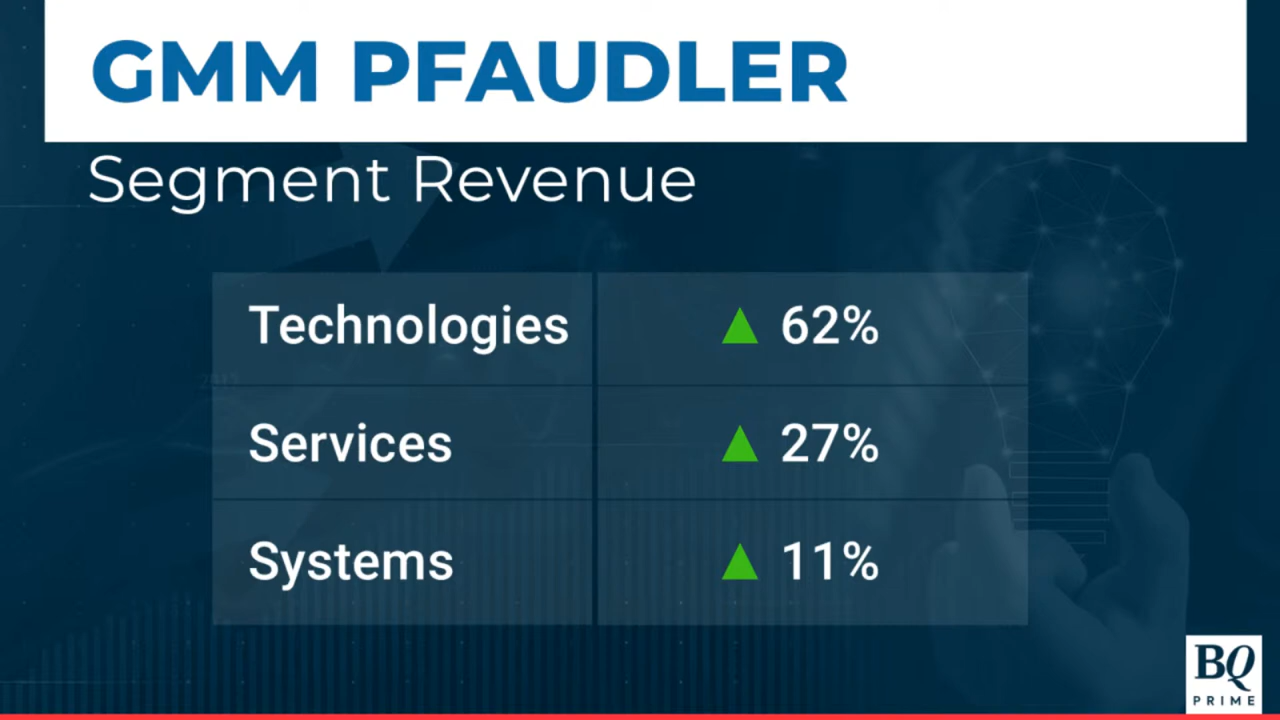 GMM PFAUDLER
Segment Revenue
Technologies ▲ 62%
Services ▲ 27%
Systems ▲ 11%
BQ
PRIME